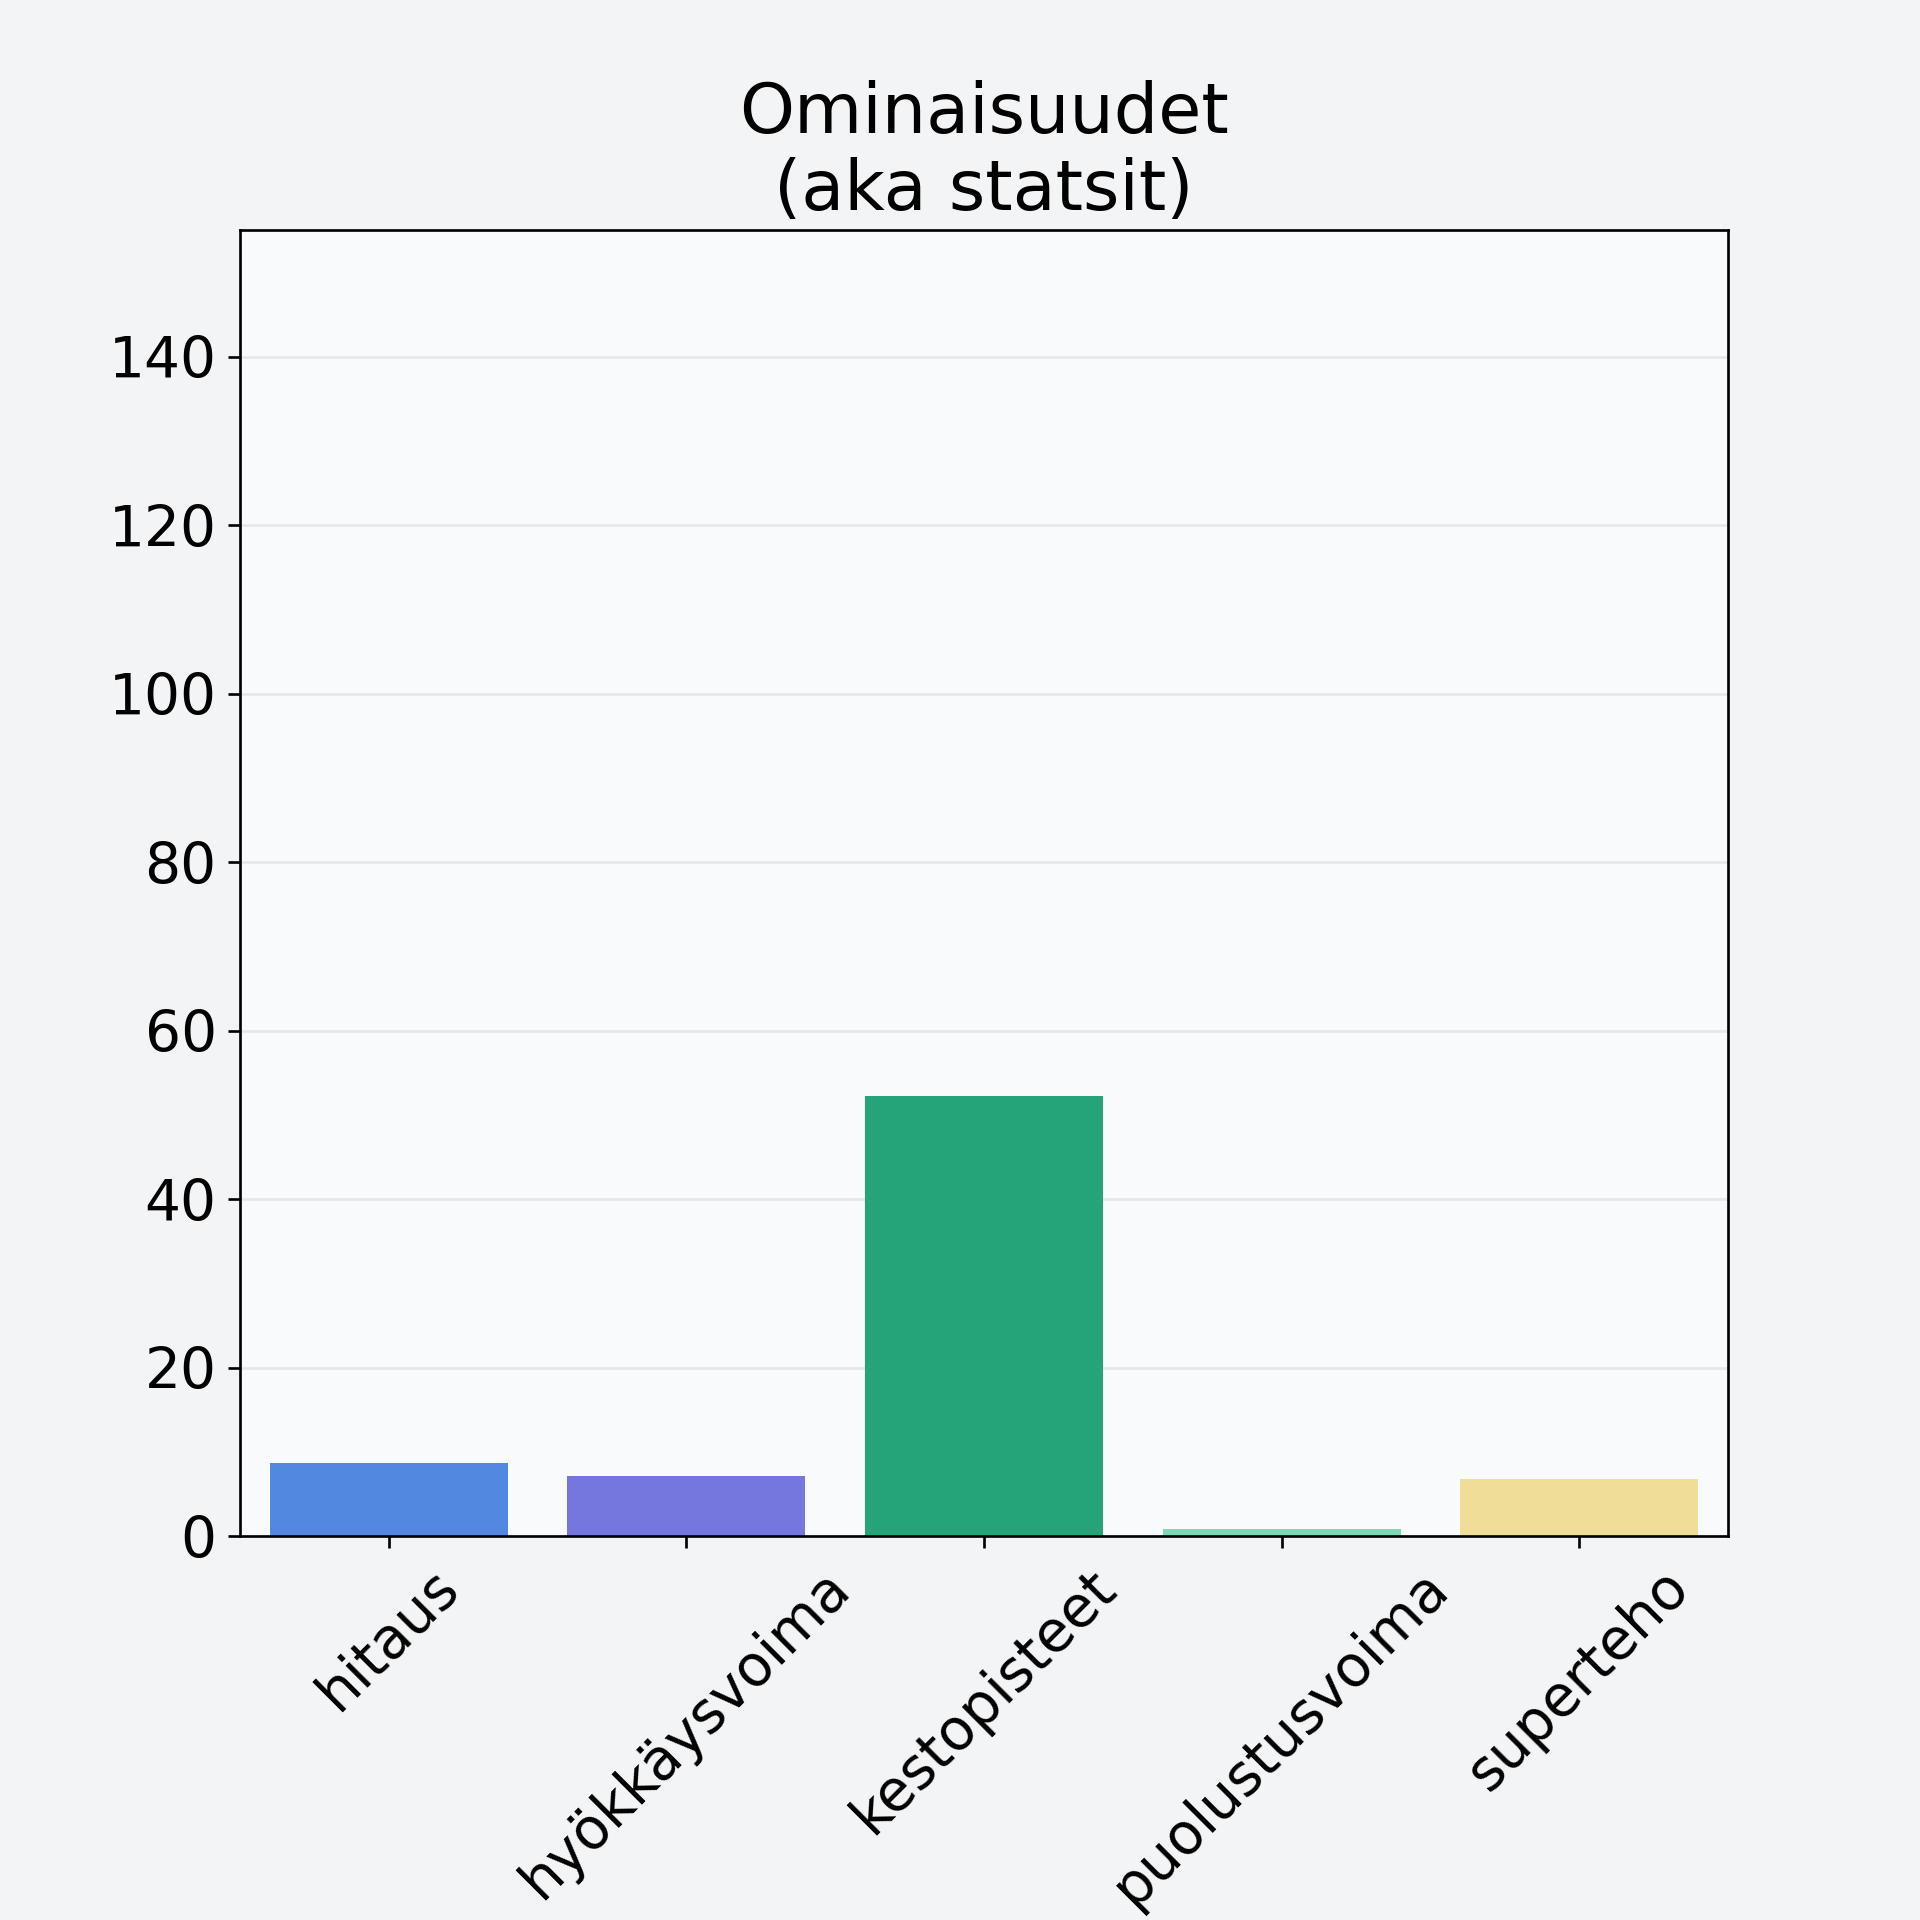 Ominaisuudet
(aka statsit)
140
120
100
80
60
40
20
0
hitaus
hyökkäysvoima
kestopisteet
puolustusvoima
superteho